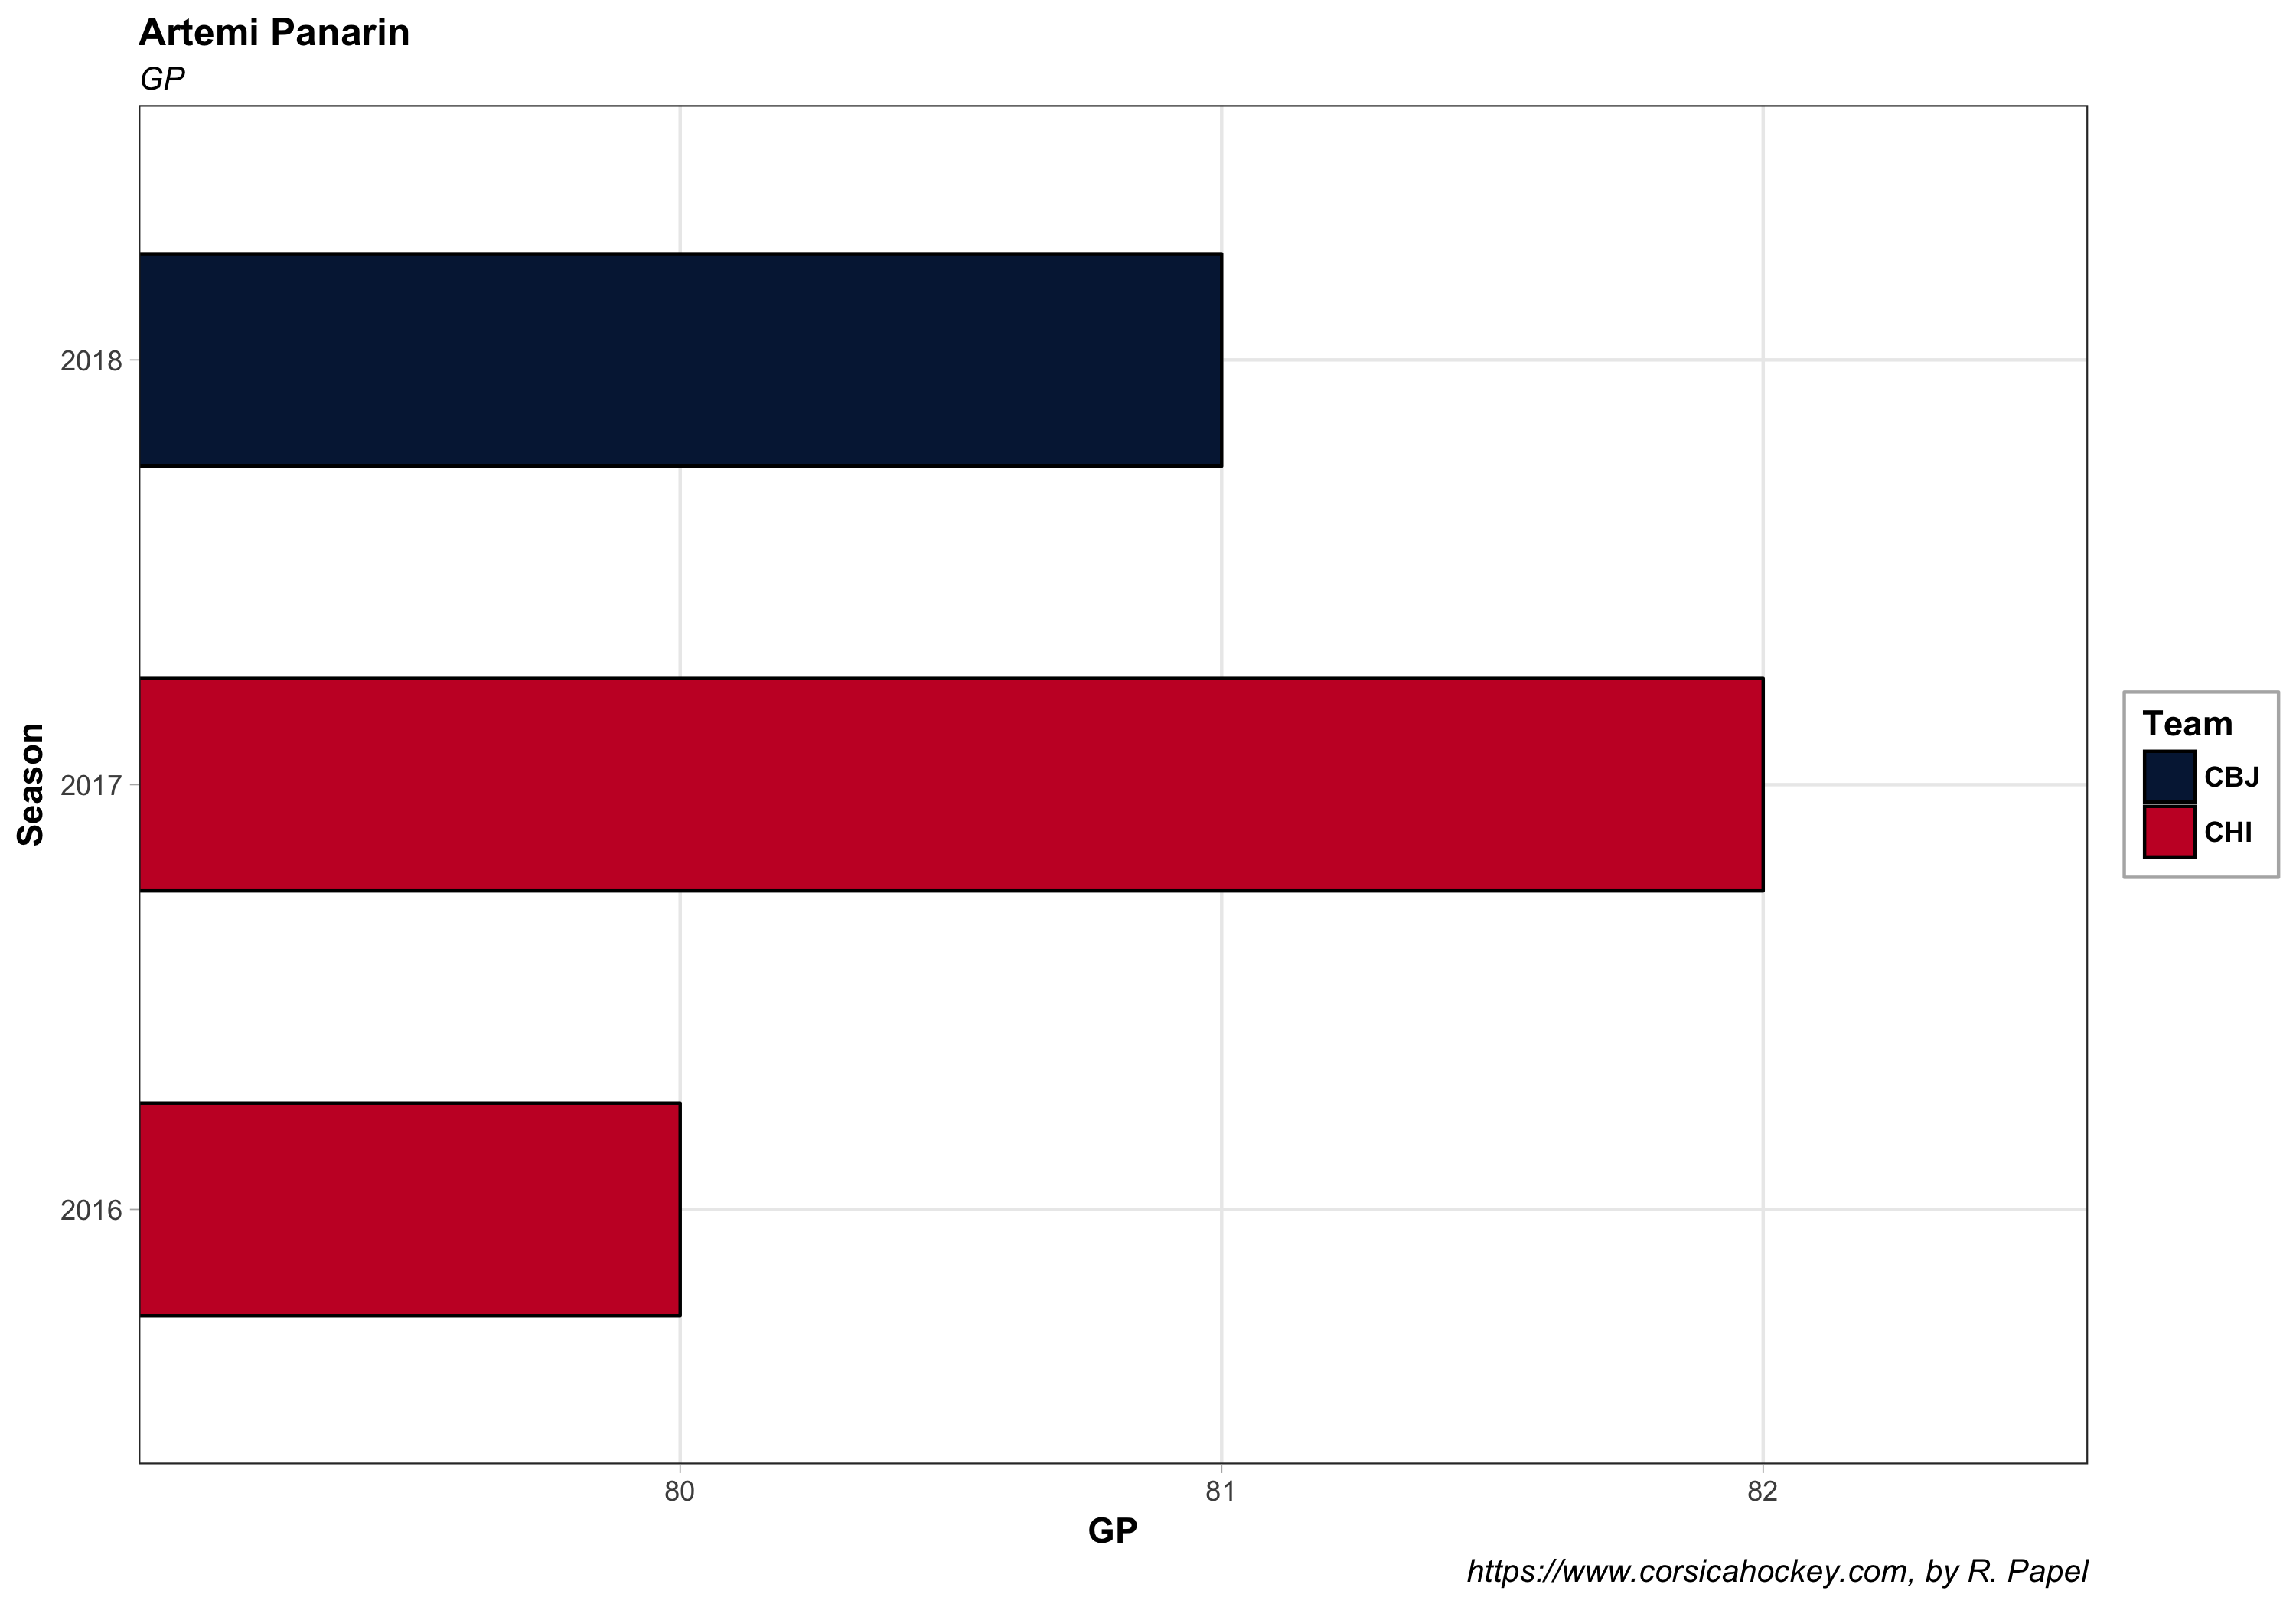 Artemi Panarin
GP
2018
2017
2016
Season
80 81 82
GP
Team
CBJ
CHI
https://www.corsicahockey.com, by R. Papel